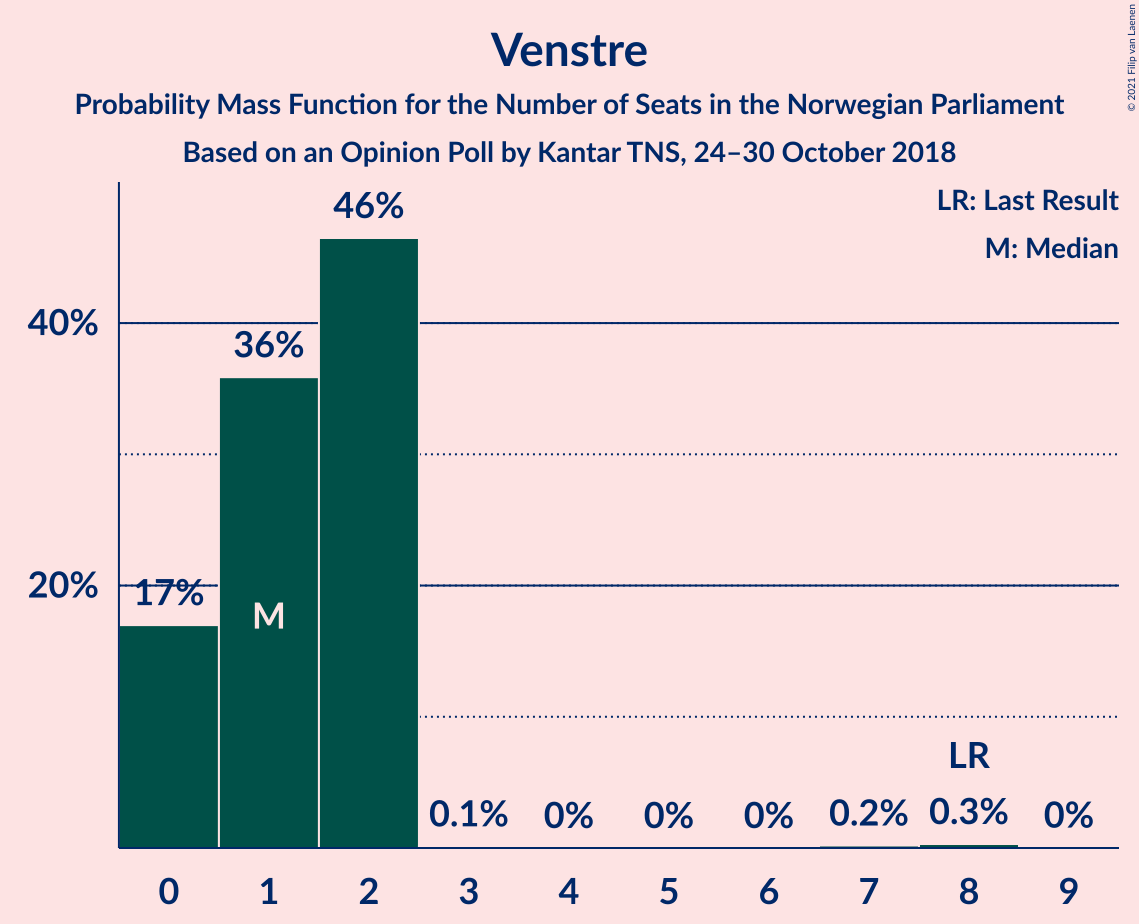 Venstre
Probability Mass Function for the Number of Seats in the Norwegian Parliament
Based on an Opinion Poll by Kantar TNS, 24–30 October 2018
© 2021 Filip van Laenen
LR: Last Result
M: Median
46%
40%
36%
20%
17%
M
LR
0.1% 0% 0% 0% 0.2% 0.3% 0%
0 1 2 3 4 5 6 7 8 9